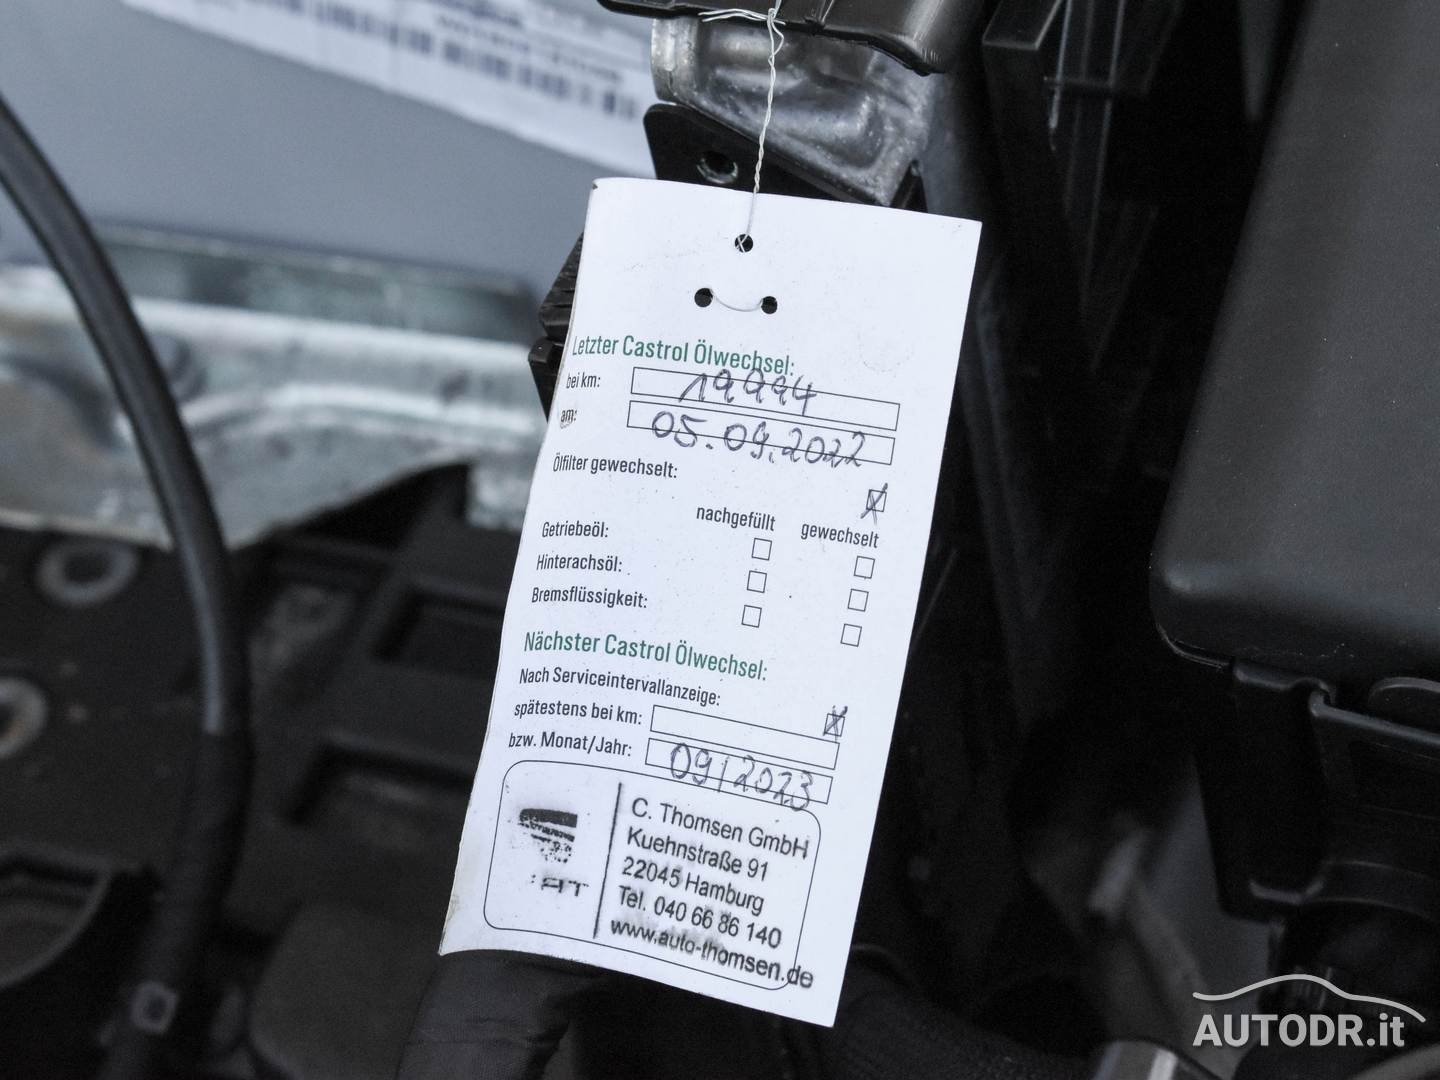 Letzter Castrol Ölwechsel:
bei km: 19994
am: 05.09.2022
Ölfilter gewechselt:
nachgefüllt gewechselt
Getriebeöl:
Hinterachsöl:
Bremsflüssigkeit:
Nächster Castrol Ölwechsel:
Nach Serviceintervallanzeige:
spätestens bei km:
bzw. Monat/Jahr: 09/2023
C. Thomsen GmbH
Kuehnstraße 91
22045 Hamburg
Tel. 040 66 86 140
www.auto-thomsen.de
AUTODR.it